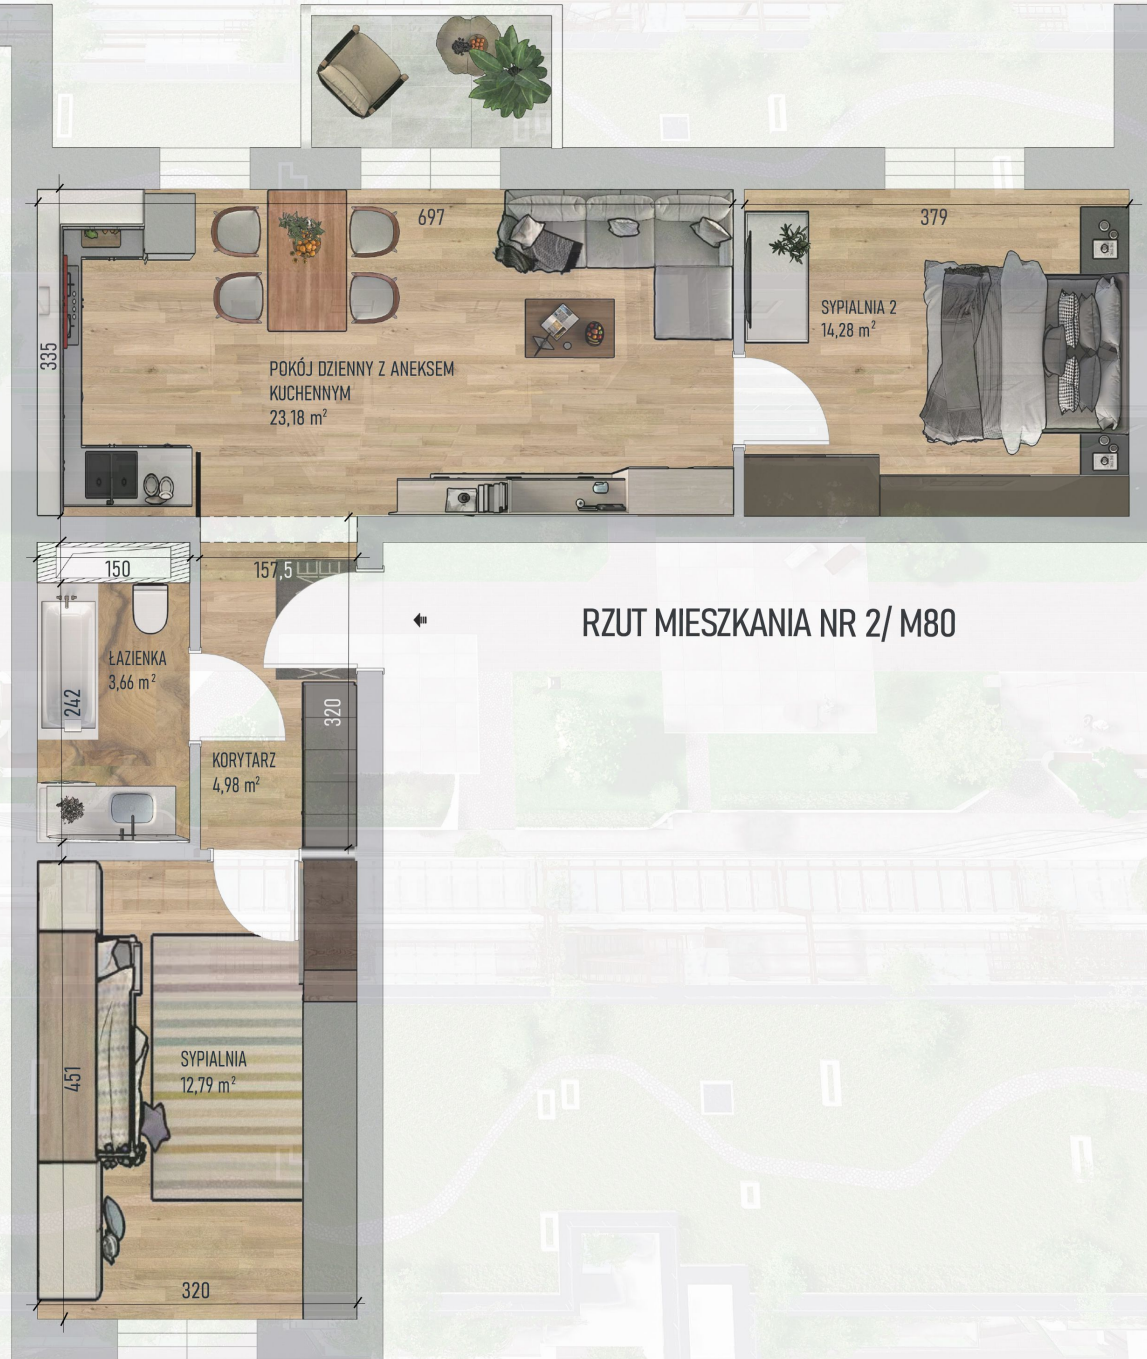 697
379
335
SYPIALNIA 2
14,28 m²
POKÓJ DZIENNY Z ANEKSEM
KUCHENNYM
23,18 m²
150
157,5
RZUT MIESZKANIA NR 2/ M80
ŁAZIENKA
3,66 m²
242
320
KORYTARZ
4,98 m²
SYPIALNIA
12,79 m²
451
320